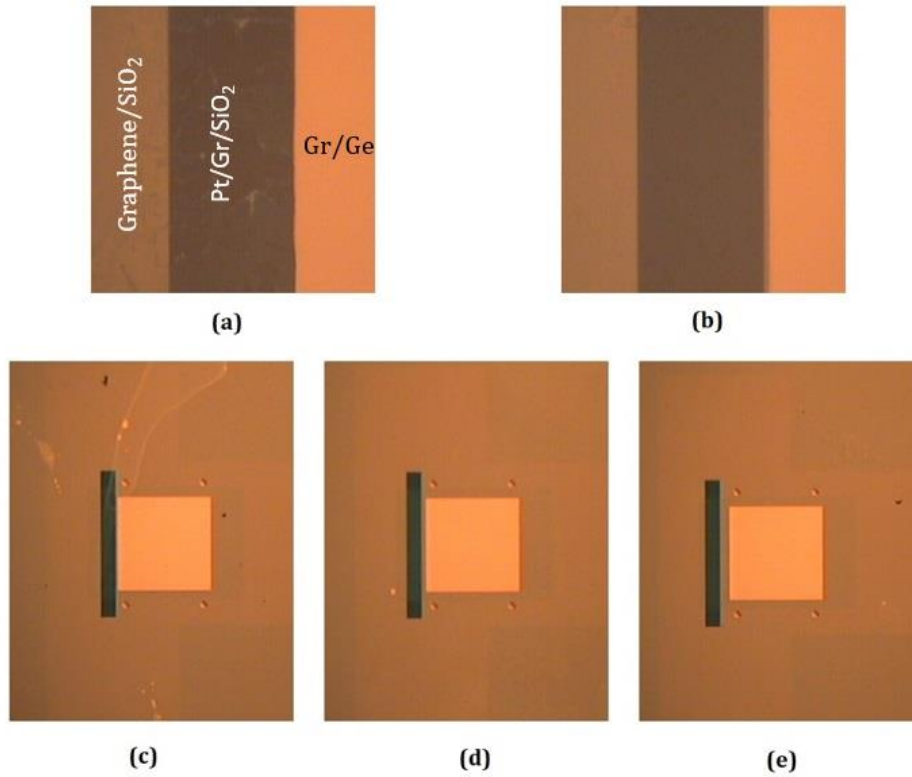 Graphene/SiO₂
Pt/Gr/SiO₂
Gr/Ge
(a)
(b)
(c)
(d)
(e)